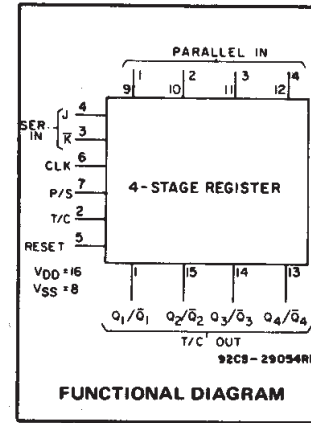 PARALLEL IN
1 2 3 4
9 10 11 12
SER. IN
J 4
K̅ 3
CLK 6
P/S 7
T/C 2
RESET 5
4-STAGE REGISTER
VDD = 16
VSS = 8
1 15 14 13
Q1/Q̅1 Q2/Q̅2 Q3/Q̅3 Q4/Q̅4
T/C OUT
92CS-29054RI
FUNCTIONAL DIAGRAM